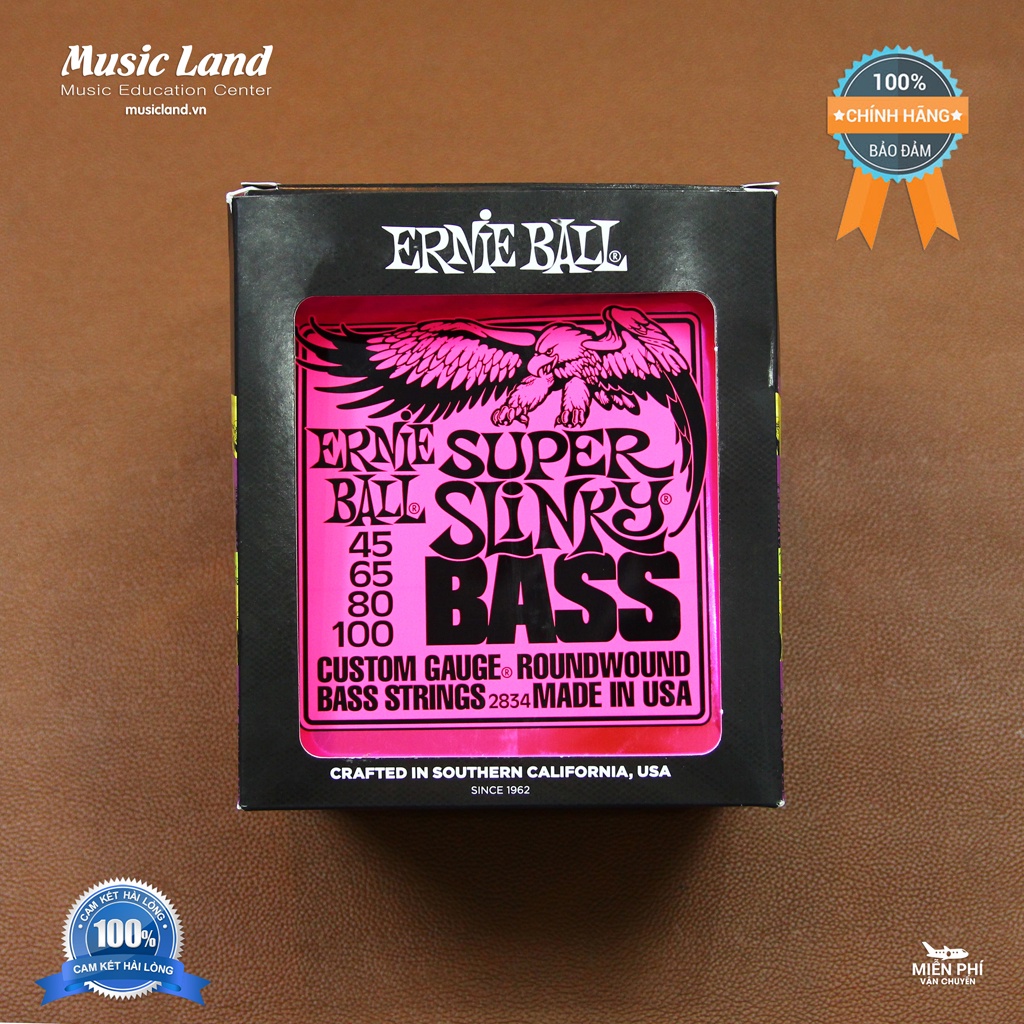 Music Land
Music Education Center
musicland.vn
100%
CHÍNH HÃNG
BẢO ĐẢM
ERNIE BALL®
ERNIE BALL®
SUPER SLINKY®
BASS
45
65
80
100
CUSTOM GAUGE® ROUNDWOUND
BASS STRINGS 2834 MADE IN USA
CRAFTED IN SOUTHERN CALIFORNIA, USA
SINCE 1962
CAM KẾT HÀI LÒNG
100%
CAM KẾT HÀI LÒNG
MIỄN PHÍ
VẬN CHUYỂN